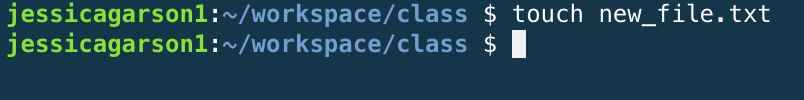 jessicagarson1:~/workspace/class $ touch new_file.txt
jessicagarson1:~/workspace/class $